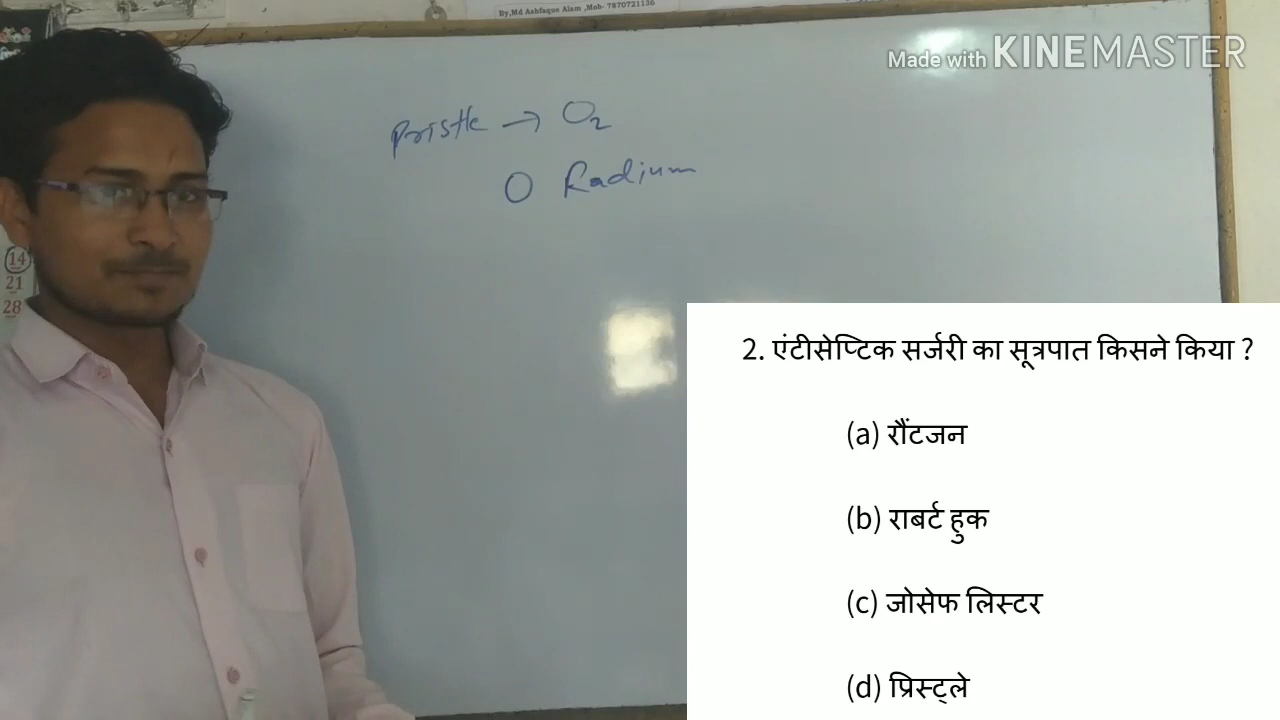 By,Md Ashfaque Alam ,Mob- 7870721136
Made with KINEMASTER
Pristle → O₂
O Radium
14
21
28
2. एंटीसेप्टिक सर्जरी का सूत्रपात किसने किया ?
(a) रौंटजन
(b) राबर्ट हुक
(c) जोसेफ लिस्टर
(d) प्रिस्ट्ले